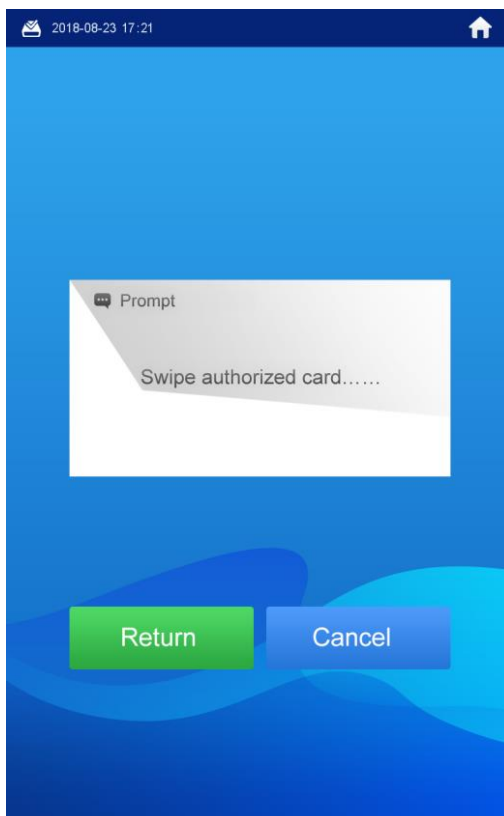 2018-08-23 17:21
Prompt
Swipe authorized card……
Return
Cancel